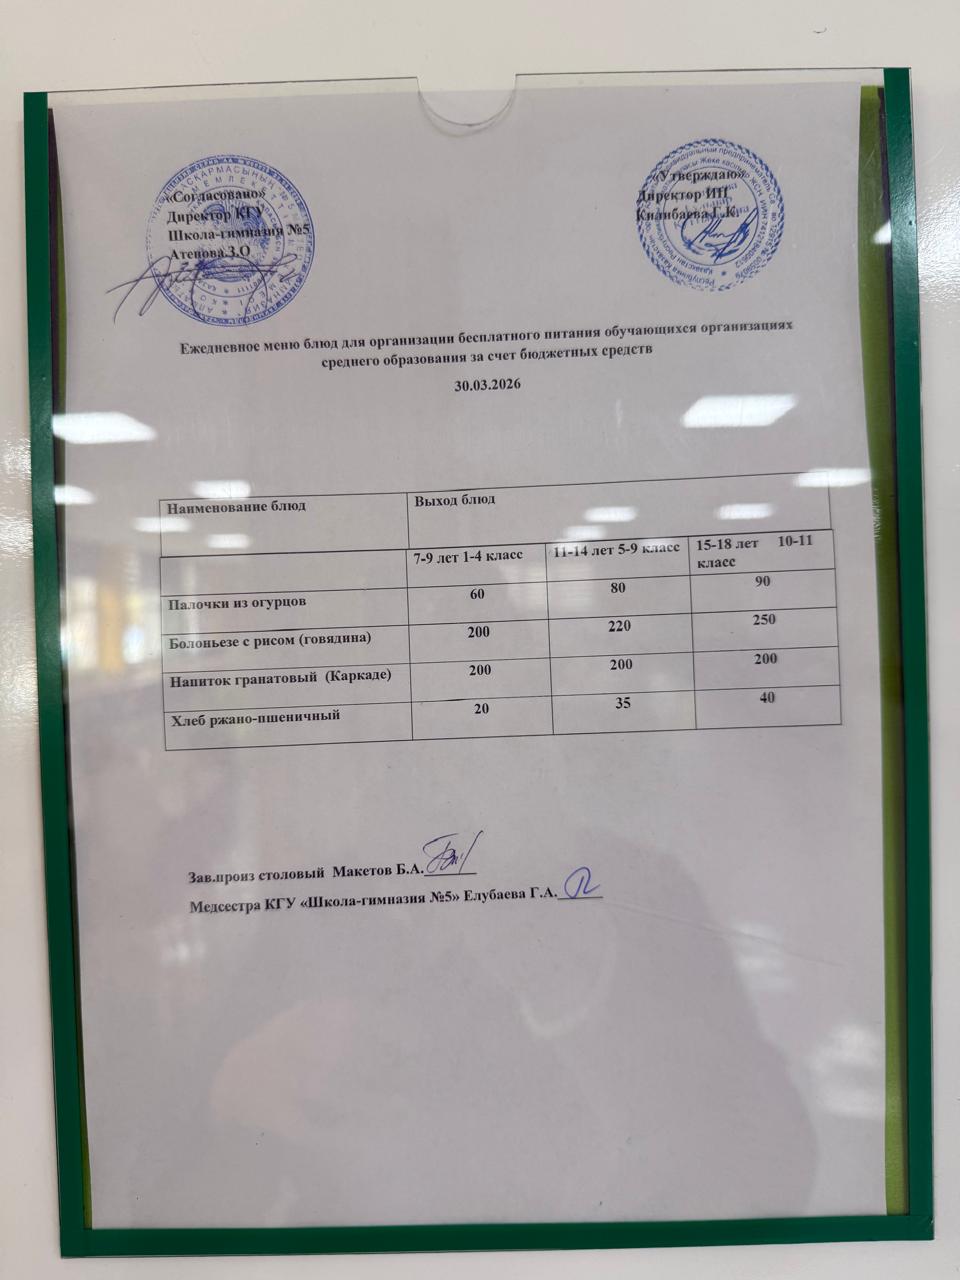 «Согласовано»
Директор КГУ
Школа-гимназия №5
Атенова.З.О
«Утверждаю»
Директор ИП
Килибаева Г.К.
Ежедневное меню блюд для организации бесплатного питания обучающихся организациях
среднего образования за счет бюджетных средств
30.03.2026
Наименование блюд Выход блюд
7-9 лет 1-4 класс 11-14 лет 5-9 класс 15-18 лет 10-11
класс
Палочки из огурцов 60 80 90
Болоньезе с рисом (говядина) 200 220 250
Напиток гранатовый (Каркаде) 200 200 200
Хлеб ржано-пшеничный 20 35 40
Зав.произ столовый Макетов Б.А.
Медсестра КГУ «Школа-гимназия №5» Елубаева Г.А.